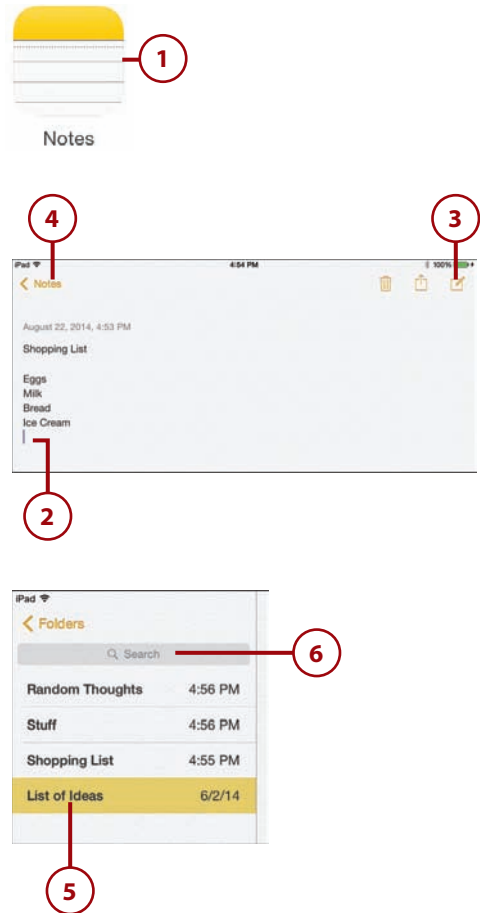 1
Notes
4
3
iPad 4:54 PM 100%
Notes
August 22, 2014, 4:53 PM
Shopping List
Eggs
Milk
Bread
Ice Cream
2
iPad
Folders
Search
6
Random Thoughts 4:56 PM
Stuff 4:56 PM
Shopping List 4:55 PM
List of Ideas 6/2/14
5